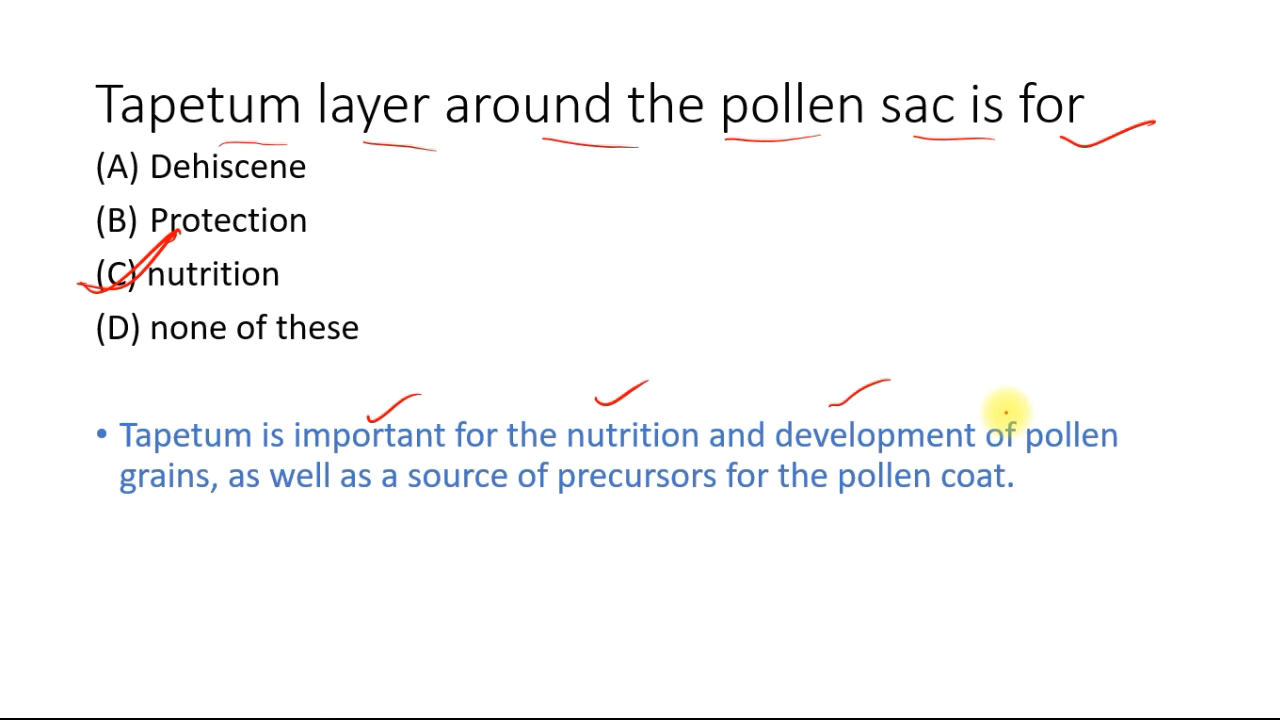 Tapetum layer around the pollen sac is for
(A) Dehiscene
(B) Protection
(C) nutrition
(D) none of these
• Tapetum is important for the nutrition and development of pollen
grains, as well as a source of precursors for the pollen coat.